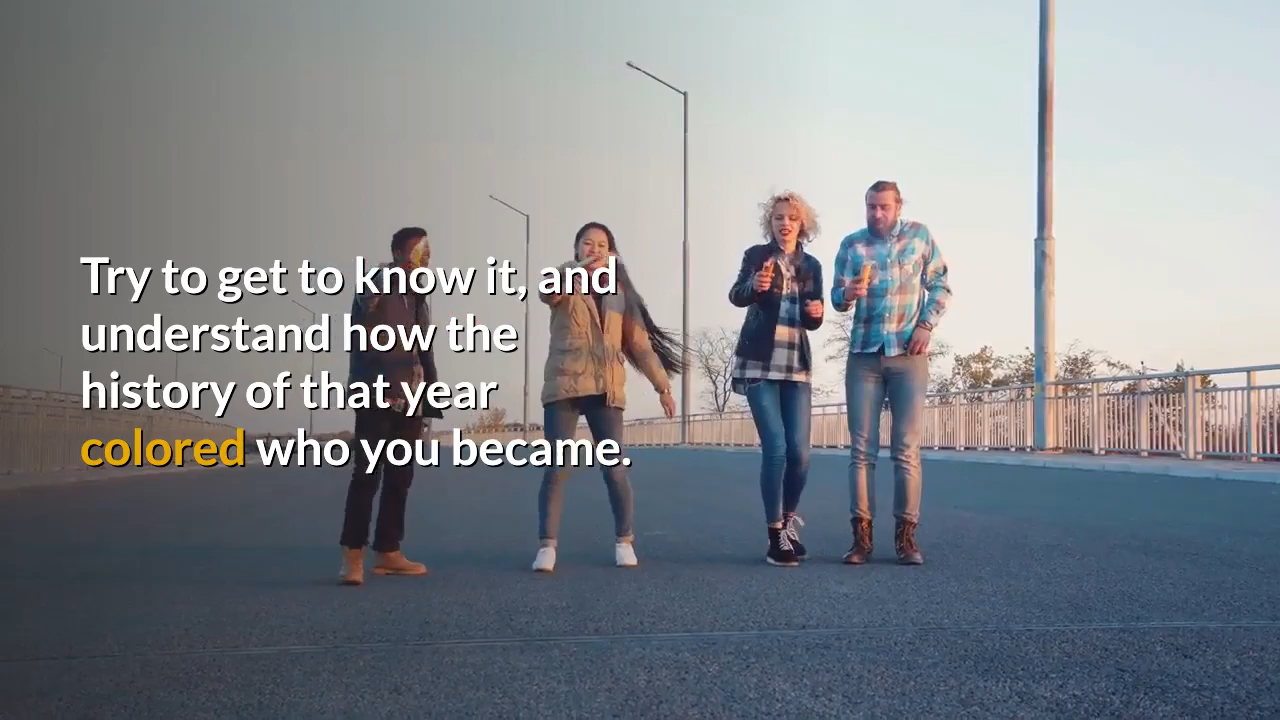 Try to get to know it, and
understand how the
history of that year
colored who you became.